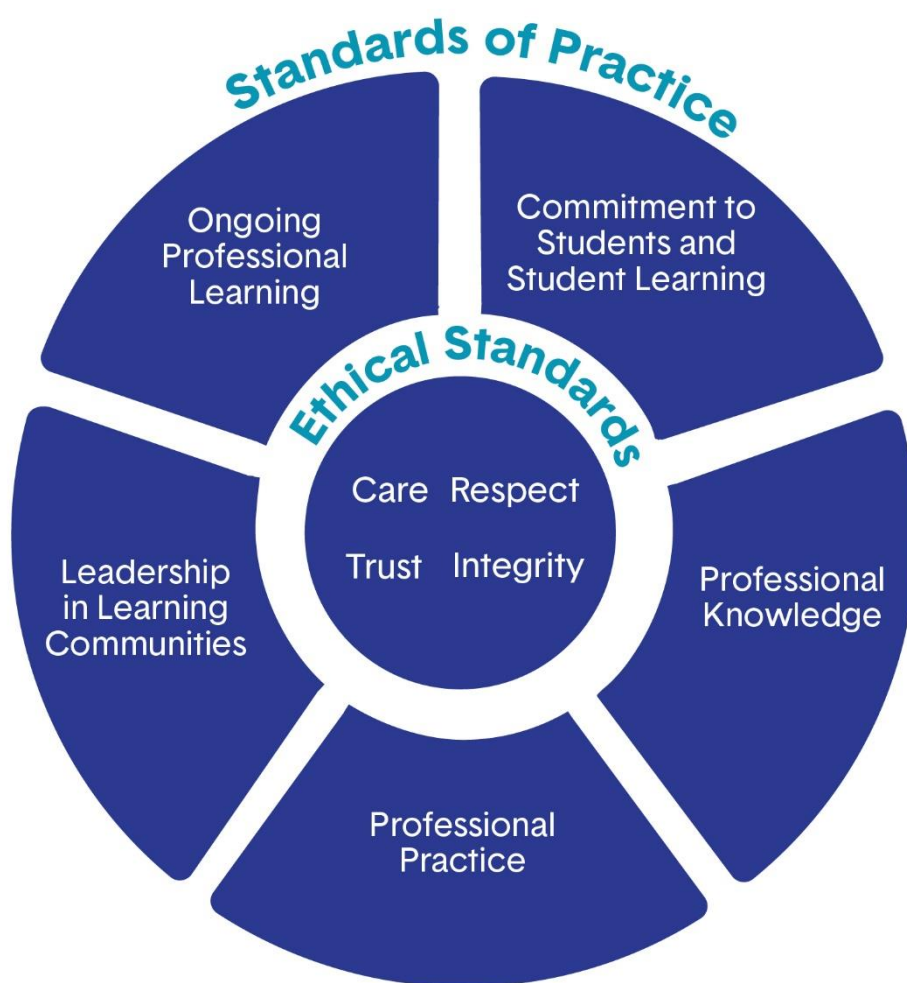 Standards of Practice
Ongoing
Professional
Learning
Commitment to
Students and
Student Learning
Ethical Standards
Care Respect
Trust Integrity
Leadership
in Learning
Communities
Professional
Knowledge
Professional
Practice